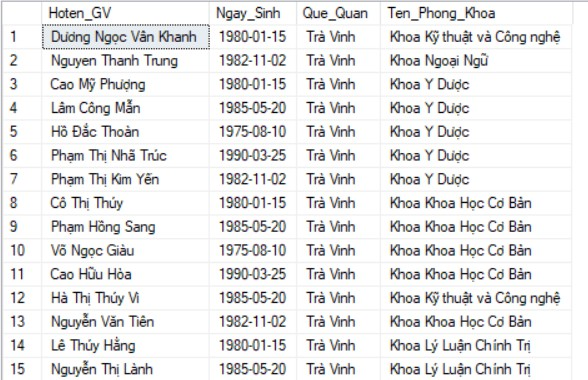 Hoten_GV Ngay_Sinh Que_Quan Ten_Phong_Khoa
1 Dương Ngọc Vân Khanh 1980-01-15 Trà Vinh Khoa Kỹ thuật và Công nghệ
2 Nguyen Thanh Trung 1982-11-02 Trà Vinh Khoa Ngoại Ngữ
3 Cao Mỹ Phượng 1980-01-15 Trà Vinh Khoa Y Dược
4 Lâm Công Mẫn 1985-05-20 Trà Vinh Khoa Y Dược
5 Hồ Đắc Thoàn 1975-08-10 Trà Vinh Khoa Y Dược
6 Phạm Thị Nhã Trúc 1990-03-25 Trà Vinh Khoa Y Dược
7 Phạm Thị Kim Yến 1982-11-02 Trà Vinh Khoa Y Dược
8 Cô Thị Thúy 1980-01-15 Trà Vinh Khoa Khoa Học Cơ Bản
9 Phạm Hồng Sang 1985-05-20 Trà Vinh Khoa Khoa Học Cơ Bản
10 Võ Ngọc Giàu 1975-08-10 Trà Vinh Khoa Khoa Học Cơ Bản
11 Cao Hữu Hòa 1990-03-25 Trà Vinh Khoa Khoa Học Cơ Bản
12 Hà Thị Thúy Vi 1985-05-20 Trà Vinh Khoa Kỹ thuật và Công nghệ
13 Nguyễn Văn Tiên 1982-11-02 Trà Vinh Khoa Khoa Học Cơ Bản
14 Lê Thúy Hằng 1980-01-15 Trà Vinh Khoa Lý Luận Chính Trị
15 Nguyễn Thị Lành 1985-05-20 Trà Vinh Khoa Lý Luận Chính Trị